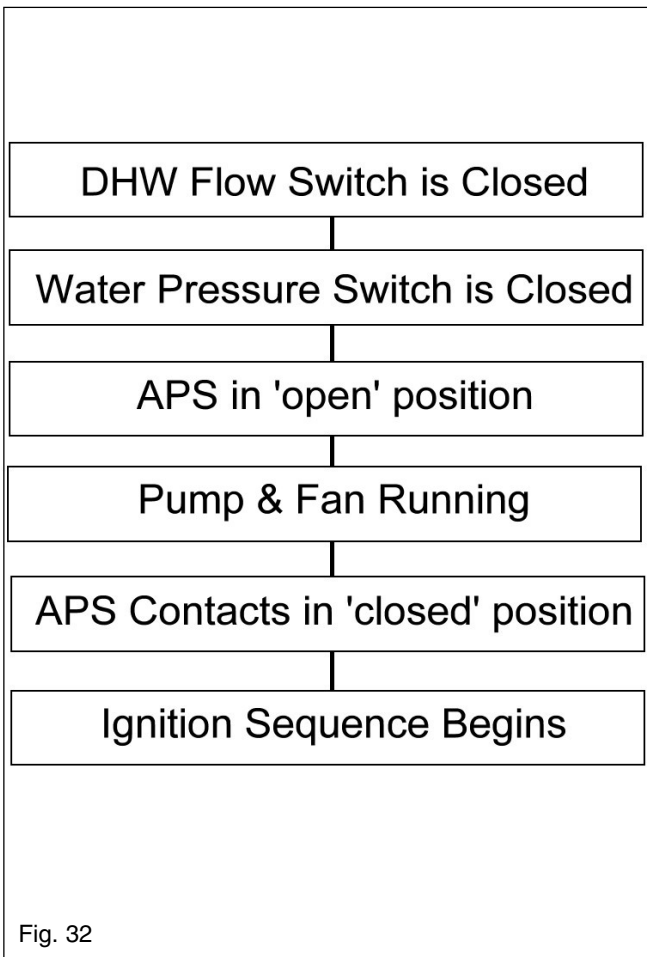 DHW Flow Switch is Closed
Water Pressure Switch is Closed
APS in 'open' position
Pump & Fan Running
APS Contacts in 'closed' position
Ignition Sequence Begins
Fig. 32